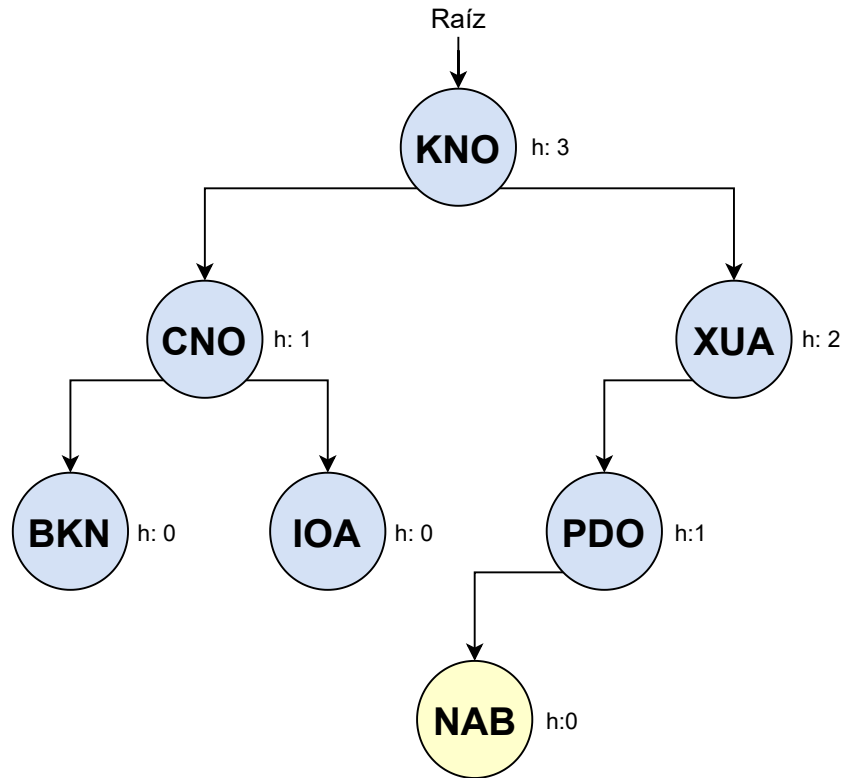 Raíz
KNO h: 3
CNO h: 1 XUA h: 2
BKN h: 0 IOA h: 0 PDO h:1
NAB h:0